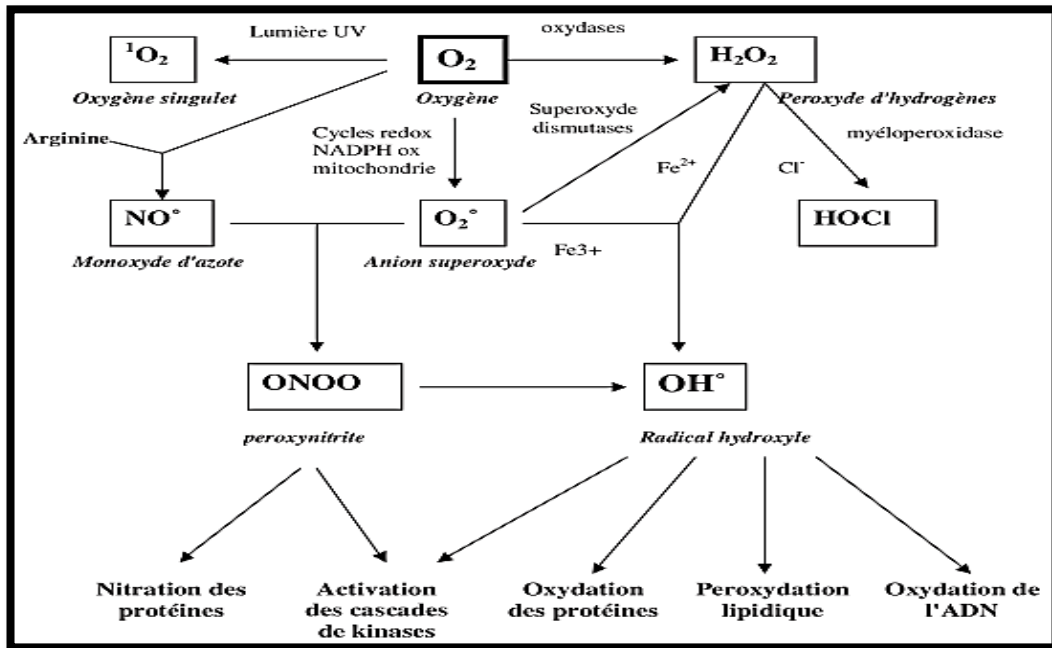 Lumière UV
oxydases
¹O₂
O₂
H₂O₂
Oxygène singulet
Oxygène
Peroxyde d'hydrogènes
Arginine
Cycles redox
NADPH ox
mitochondrie
Superoxyde
dismutases
myéloperoxidase
Fe²⁺
Cl⁻
NO°
O₂°
HOCl
Monoxyde d'azote
Anion superoxyde
Fe3+
ONOO
OH°
peroxynitrite
Radical hydroxyle
Nitration des
protéines
Activation
des cascades
de kinases
Oxydation
des protéines
Peroxydation
lipidique
Oxydation de
l'ADN